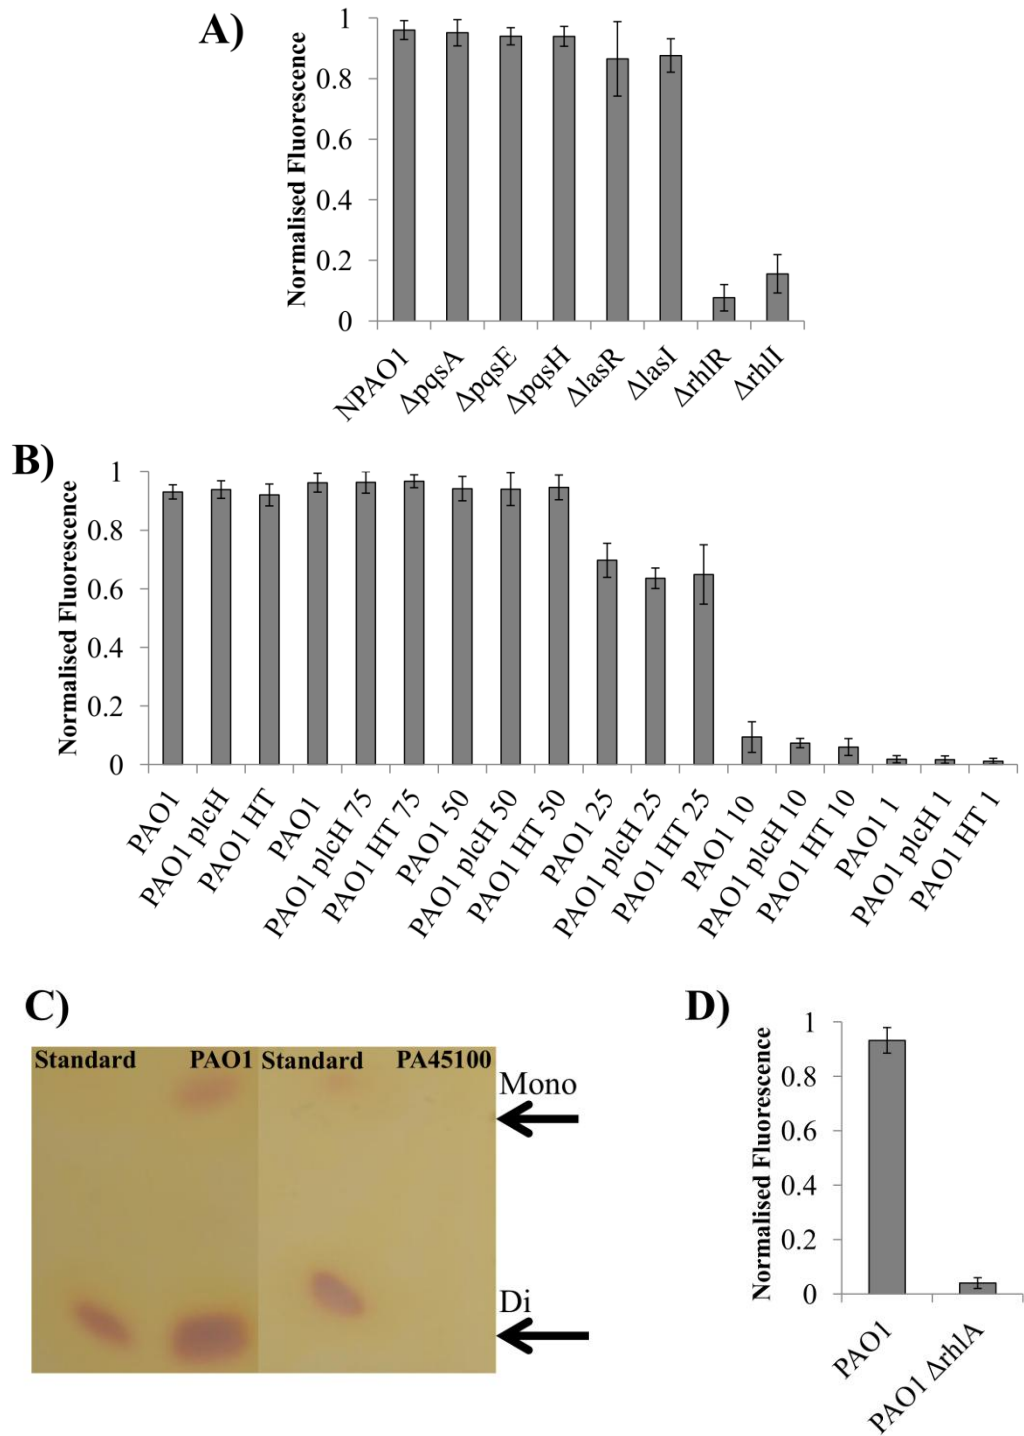 A)
Normalised Fluorescence
1
0.8
0.6
0.4
0.2
0
NPAO1
ΔpqsA
ΔpqsE
ΔpqsH
ΔlasR
ΔlasI
ΔrhlR
ΔrhlI
B)
Normalised Fluorescence
1
0.8
0.6
0.4
0.2
0
PAO1
PAO1 plcH
PAO1 HT
PAO1
PAO1 plcH 75
PAO1 HT 75
PAO1 50
PAO1 plcH 50
PAO1 HT 50
PAO1 25
PAO1 plcH 25
PAO1 HT 25
PAO1 10
PAO1 plcH 10
PAO1 HT 10
PAO1 1
PAO1 plcH 1
PAO1 HT 1
C)
Standard PAO1 Standard PA45100
Mono
Di
D)
Normalised Fluorescence
1
0.8
0.6
0.4
0.2
0
PAO1
PAO1 ΔrhlA